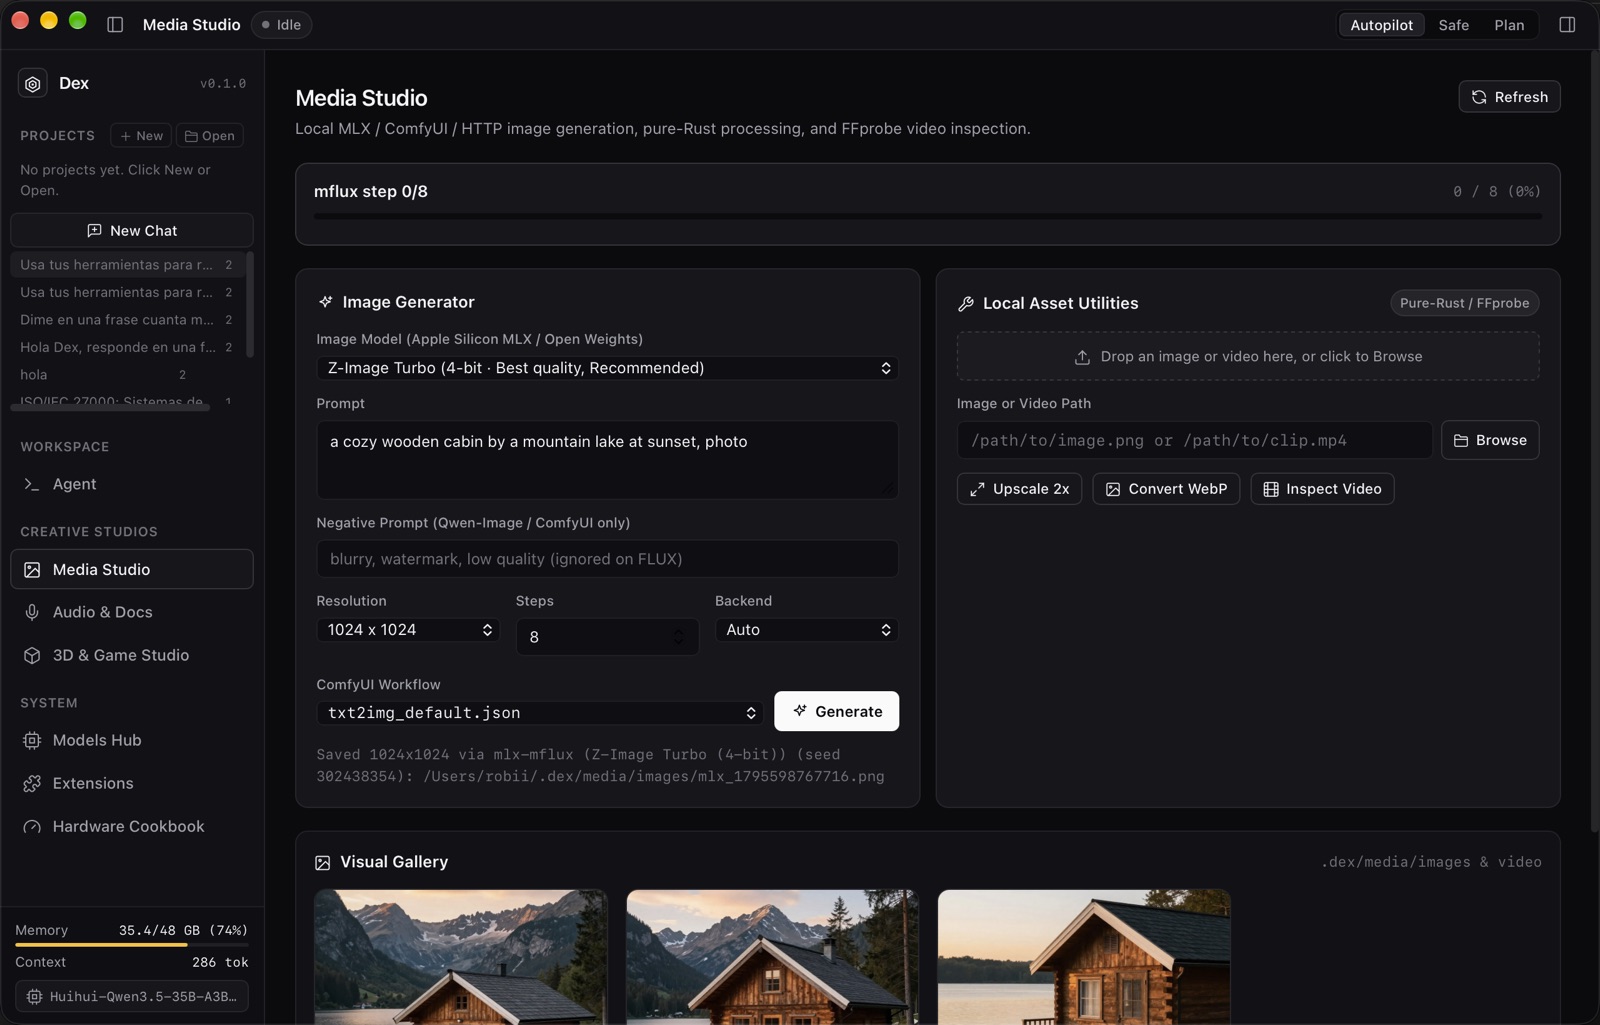 Media Studio
Idle
Autopilot
Safe
Plan
Dex
v0.1.0
PROJECTS
New
Open
No projects yet. Click New or
Open.
New Chat
Usa tus herramientas para r... 2
Usa tus herramientas para r... 2
Dime en una frase cuanta m... 2
Hola Dex, responde en una f... 2
hola 2
ISO/IEC 27000: Sistemas de 1
WORKSPACE
Agent
CREATIVE STUDIOS
Media Studio
Audio & Docs
3D & Game Studio
SYSTEM
Models Hub
Extensions
Hardware Cookbook
Memory 35.4/48 GB (74%)
Context 286 tok
Huihui-Qwen3.5-35B-A3B...
Media Studio
Refresh
Local MLX / ComfyUI / HTTP image generation, pure-Rust processing, and FFprobe video inspection.
mflux step 0/8
0 / 8 (0%)
Image Generator
Image Model (Apple Silicon MLX / Open Weights)
Z-Image Turbo (4-bit · Best quality, Recommended)
Prompt
a cozy wooden cabin by a mountain lake at sunset, photo
Negative Prompt (Qwen-Image / ComfyUI only)
blurry, watermark, low quality (ignored on FLUX)
Resolution Steps Backend
1024 x 1024 8 Auto
ComfyUI Workflow
txt2img_default.json
Generate
Saved 1024x1024 via mlx-mflux (Z-Image Turbo (4-bit)) (seed
302438354): /Users/robii/.dex/media/images/mlx_1795598767716.png
Local Asset Utilities
Pure-Rust / FFprobe
Drop an image or video here, or click to Browse
Image or Video Path
/path/to/image.png or /path/to/clip.mp4
Browse
Upscale 2x
Convert WebP
Inspect Video
Visual Gallery
.dex/media/images & video